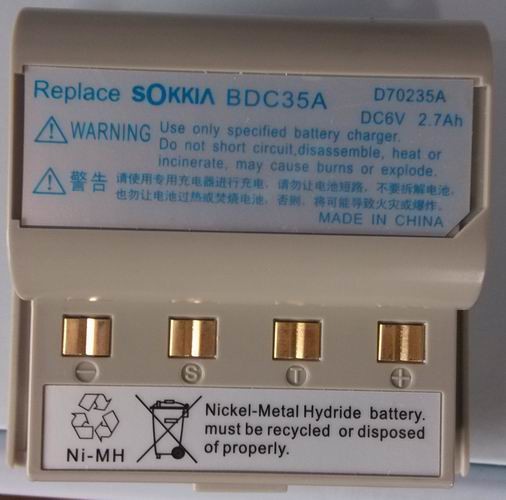 Replace SOKKIA BDC35A D70235A
DC6V 2.7Ah
WARNING Use only specified battery charger.
Do not short circuit,disassemble, heat or
incinerate, may cause burns or explode.
警告 请使用专用充电器进行充电，请勿让电池短路，不要拆解电池，
也勿让电池过热或焚烧电池，否则，将可能导致火灾或爆炸。
MADE IN CHINA
− S T +
Ni-MH
Nickel-Metal Hydride battery.
must be recycled or disposed
of properly.